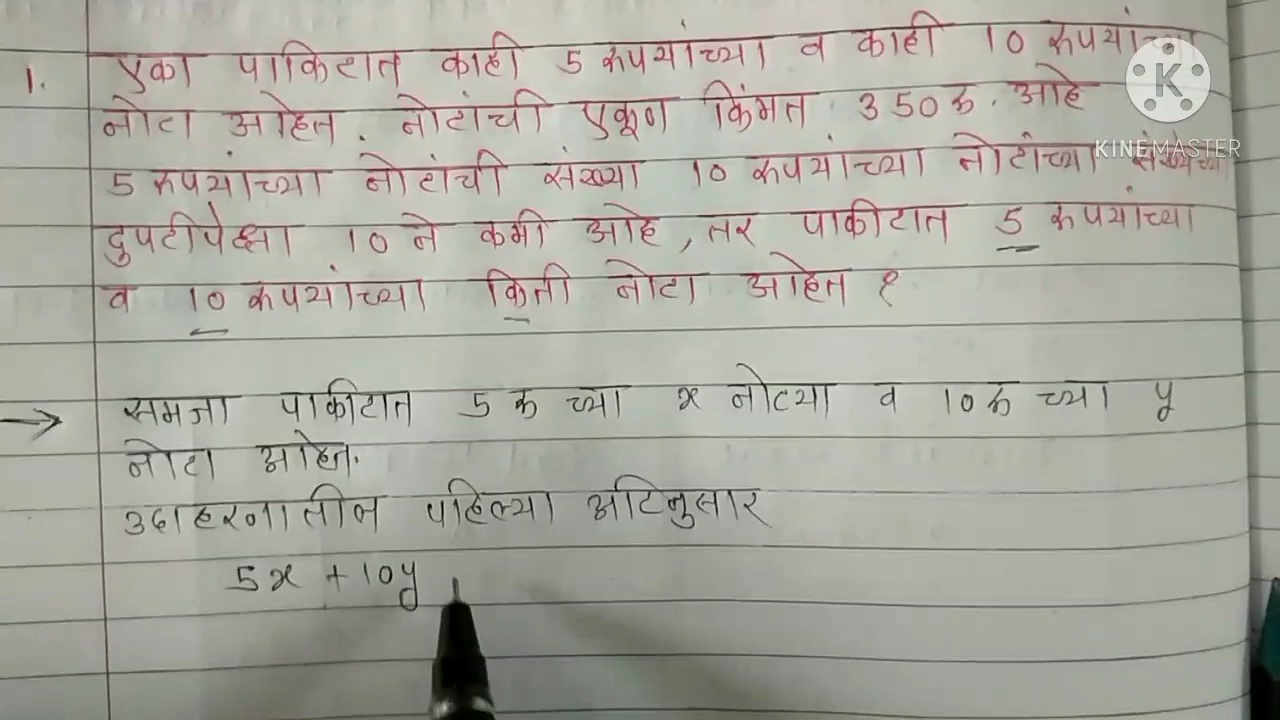 1. एका पाकिटात काही 5 रुपयांच्या व काही 10 रुपयांच्या
नोटा आहेत. नोटांची एकूण किंमत 350 रु. आहे
5 रुपयांच्या नोटांची संख्या 10 रुपयांच्या नोटांच्या संख्येच्या
दुपटीपेक्षा 10 ने कमी आहे, तर पाकीटात 5 रुपयांच्या
व 10 रुपयांच्या किती नोटा आहेत ?
→ समजा पाकीटात 5 रु च्या x नोट्या व 10 रु च्या y
नोटा आहेत.
उदाहरनातील पहिल्या अटिनुसार
5x + 10y
K
KINEMASTER